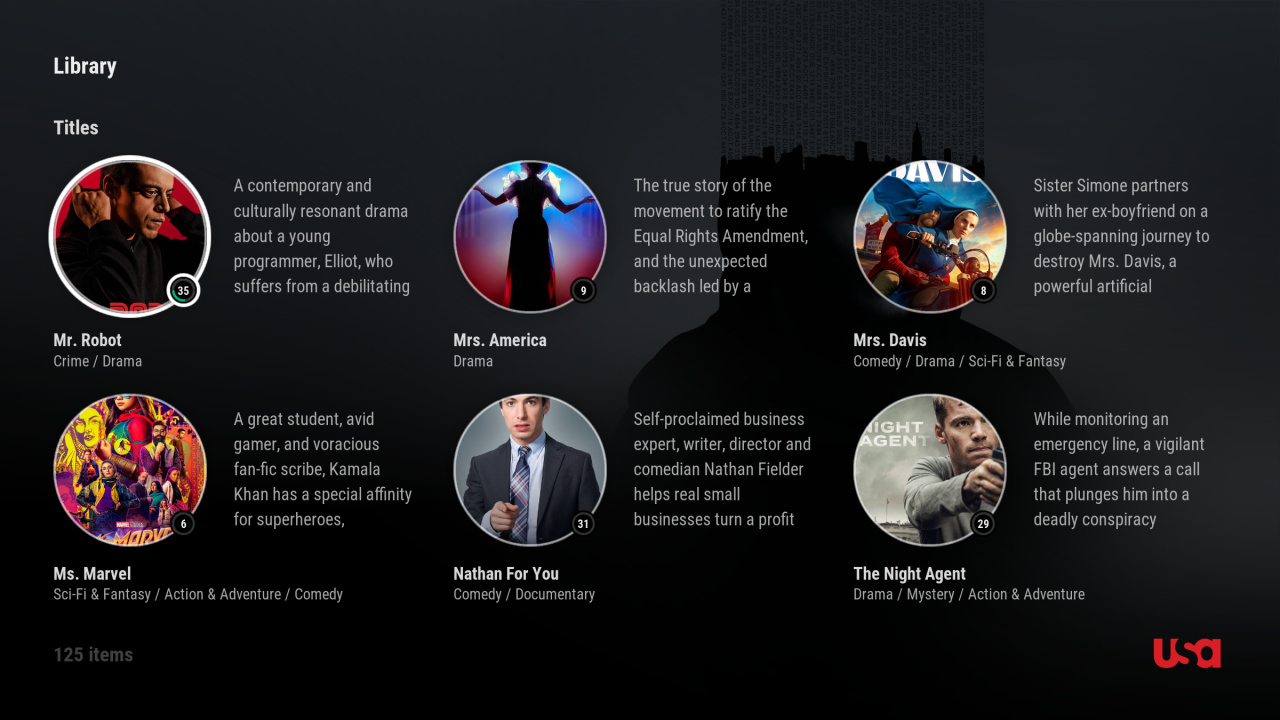 Library
Titles
A contemporary and
culturally resonant drama
about a young
programmer, Elliot, who
suffers from a debilitating
35
Mr. Robot
Crime / Drama
The true story of the
movement to ratify the
Equal Rights Amendment,
and the unexpected
backlash led by a
9
Mrs. America
Drama
DAVIS
Sister Simone partners
with her ex-boyfriend on a
globe-spanning journey to
destroy Mrs. Davis, a
powerful artificial
8
Mrs. Davis
Comedy / Drama / Sci-Fi & Fantasy
A great student, avid
gamer, and voracious
fan-fic scribe, Kamala
Khan has a special affinity
for superheroes,
6
Ms. Marvel
Sci-Fi & Fantasy / Action & Adventure / Comedy
Self-proclaimed business
expert, writer, director and
comedian Nathan Fielder
helps real small
businesses turn a profit
31
Nathan For You
Comedy / Documentary
NIGHT
AGENT
While monitoring an
emergency line, a vigilant
FBI agent answers a call
that plunges him into a
deadly conspiracy
29
The Night Agent
Drama / Mystery / Action & Adventure
125 items
usa